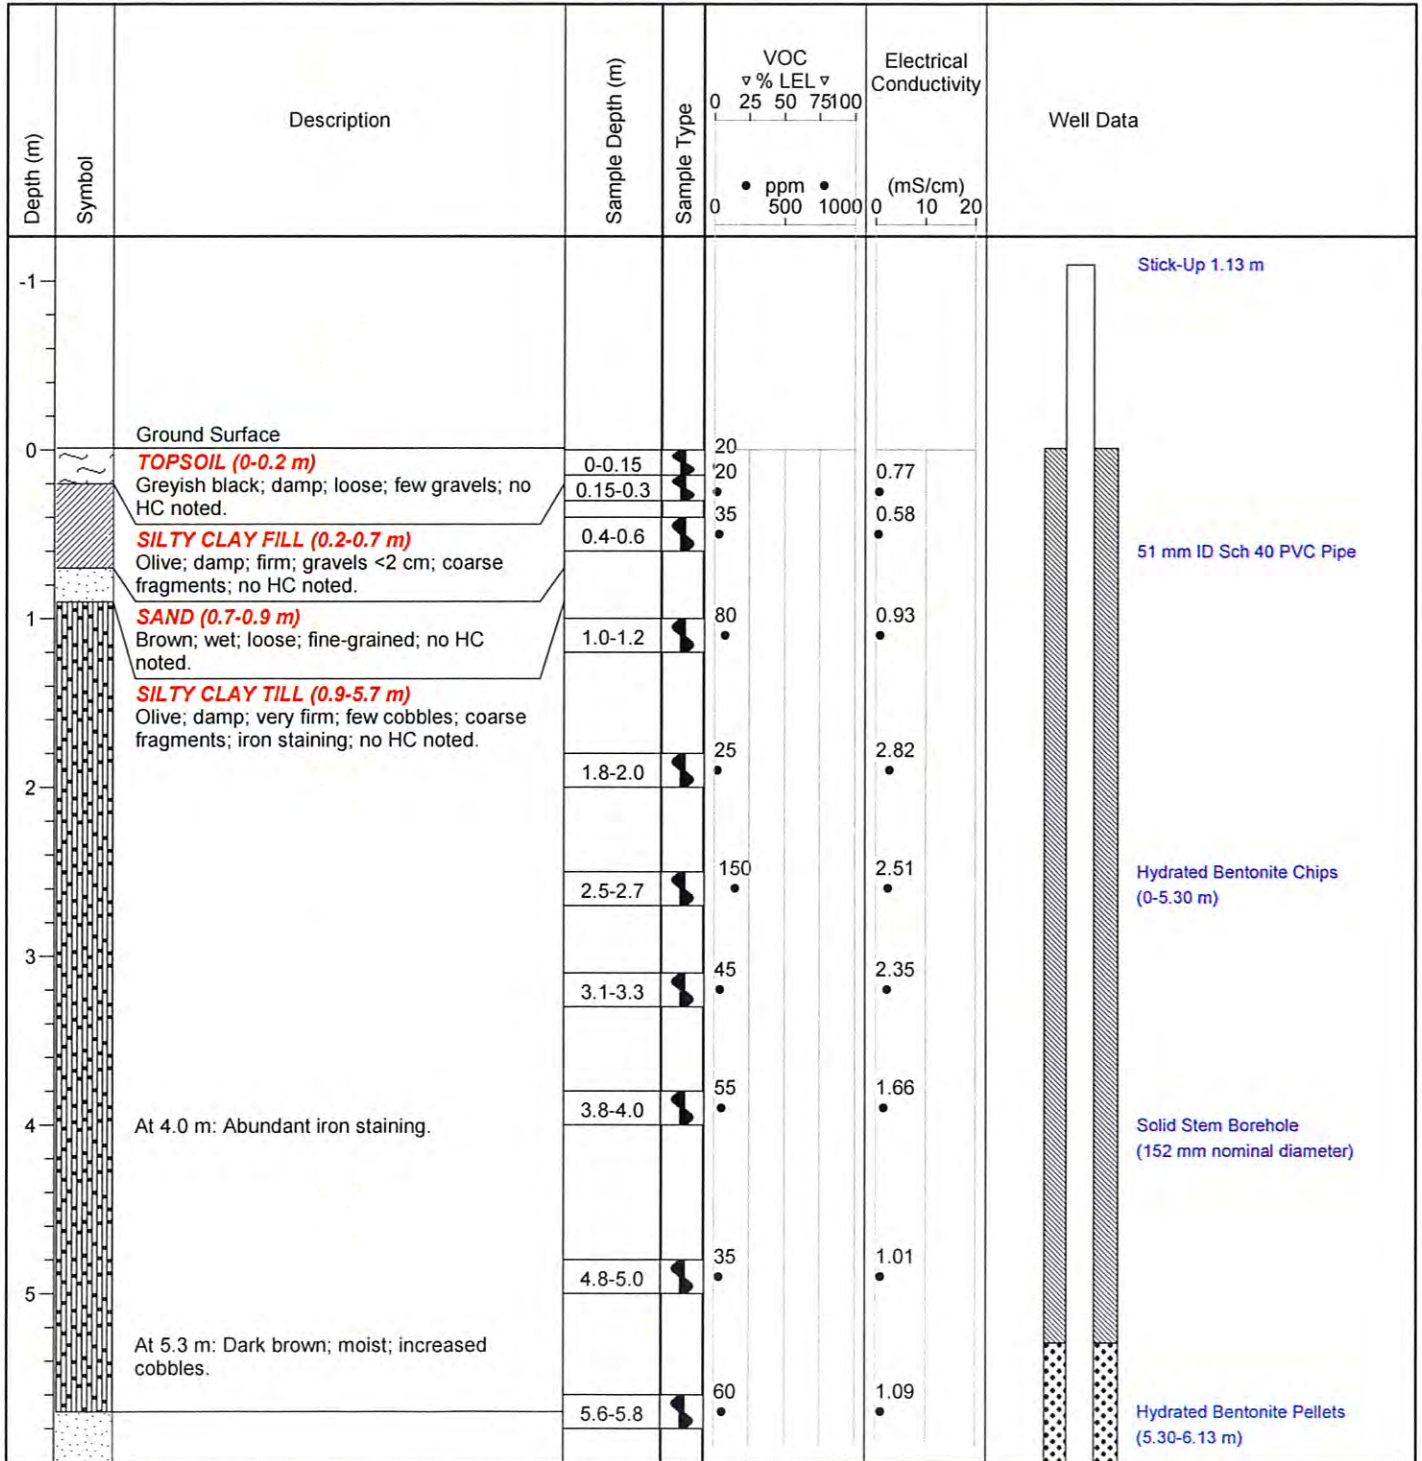 Depth (m)
Symbol
Description
Sample Depth (m)
Sample Type
VOC
▿ % LEL ▿
0 25 50 75 100
• ppm •
0 500 1000
Electrical
Conductivity
(mS/cm)
0 10 20
Well Data
Stick-Up 1.13 m
-1
Ground Surface
0
TOPSOIL (0-0.2 m)
Greyish black; damp; loose; few gravels; no
HC noted.
0-0.15 20
0.15-0.3 20 0.77
SILTY CLAY FILL (0.2-0.7 m)
Olive; damp; firm; gravels <2 cm; coarse
fragments; no HC noted.
0.4-0.6 35 0.58
51 mm ID Sch 40 PVC Pipe
1
SAND (0.7-0.9 m)
Brown; wet; loose; fine-grained; no HC
noted.
1.0-1.2 80 0.93
SILTY CLAY TILL (0.9-5.7 m)
Olive; damp; very firm; few cobbles; coarse
fragments; iron staining; no HC noted.
1.8-2.0 25 2.82
2
2.5-2.7 150 2.51
Hydrated Bentonite Chips
(0-5.30 m)
3
3.1-3.3 45 2.35
3.8-4.0 55 1.66
4
At 4.0 m: Abundant iron staining.
Solid Stem Borehole
(152 mm nominal diameter)
4.8-5.0 35 1.01
5
At 5.3 m: Dark brown; moist; increased
cobbles.
5.6-5.8 60 1.09
Hydrated Bentonite Pellets
(5.30-6.13 m)